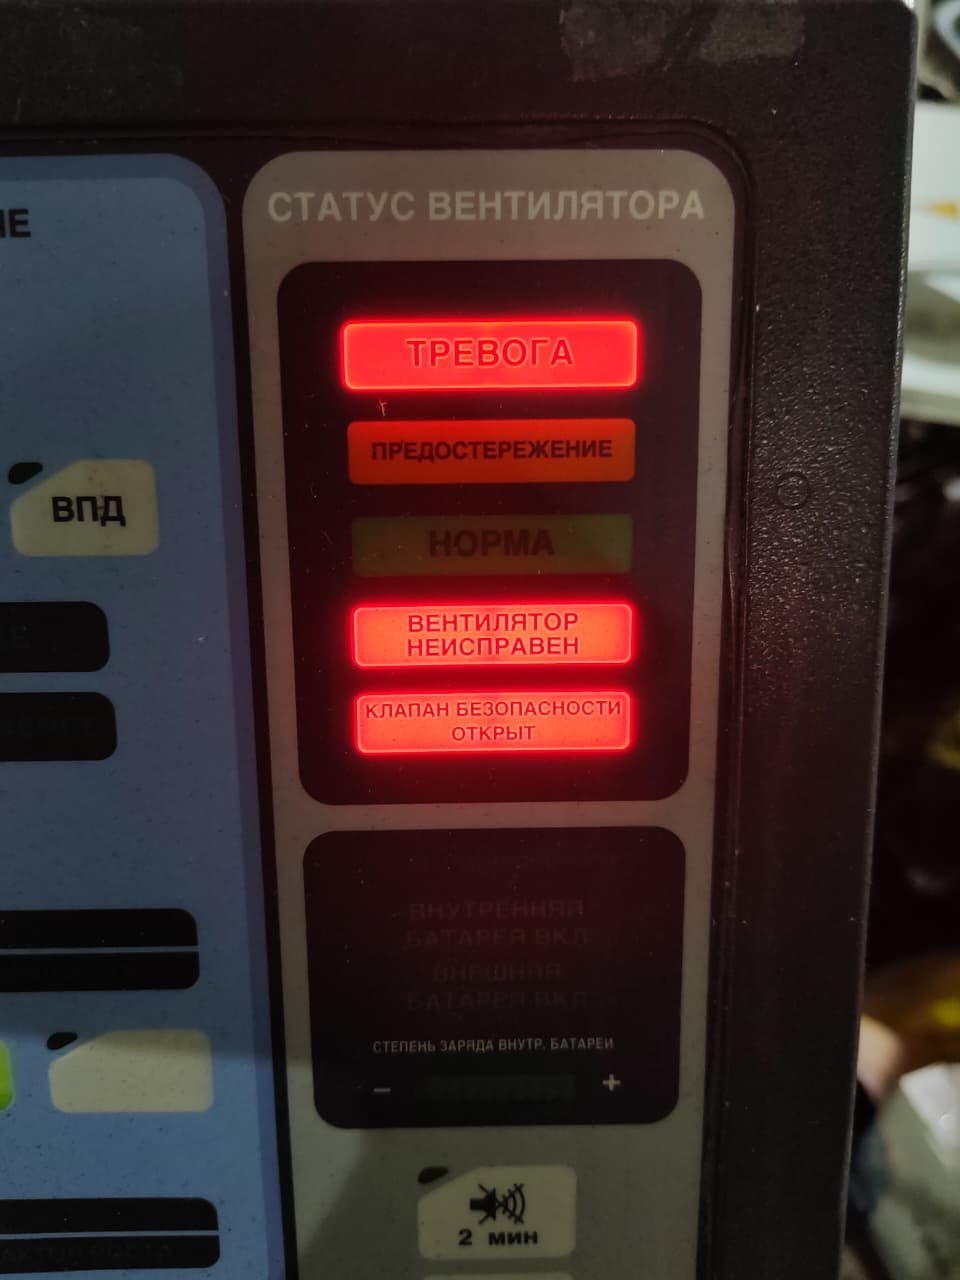 СТАТУС ВЕНТИЛЯТОРА
ТРЕВОГА
ПРЕДОСТЕРЕЖЕНИЕ
НОРМА
ВЕНТИЛЯТОР
НЕИСПРАВЕН
КЛАПАН БЕЗОПАСНОСТИ
ОТКРЫТ
ВПД
ВНУТРЕННЯЯ
БАТАРЕЯ ВКЛ
ВНЕШНЯЯ
БАТАРЕЯ ВКЛ
СТЕПЕНЬ ЗАРЯДА ВНУТР. БАТАРЕИ
− +
2 мин